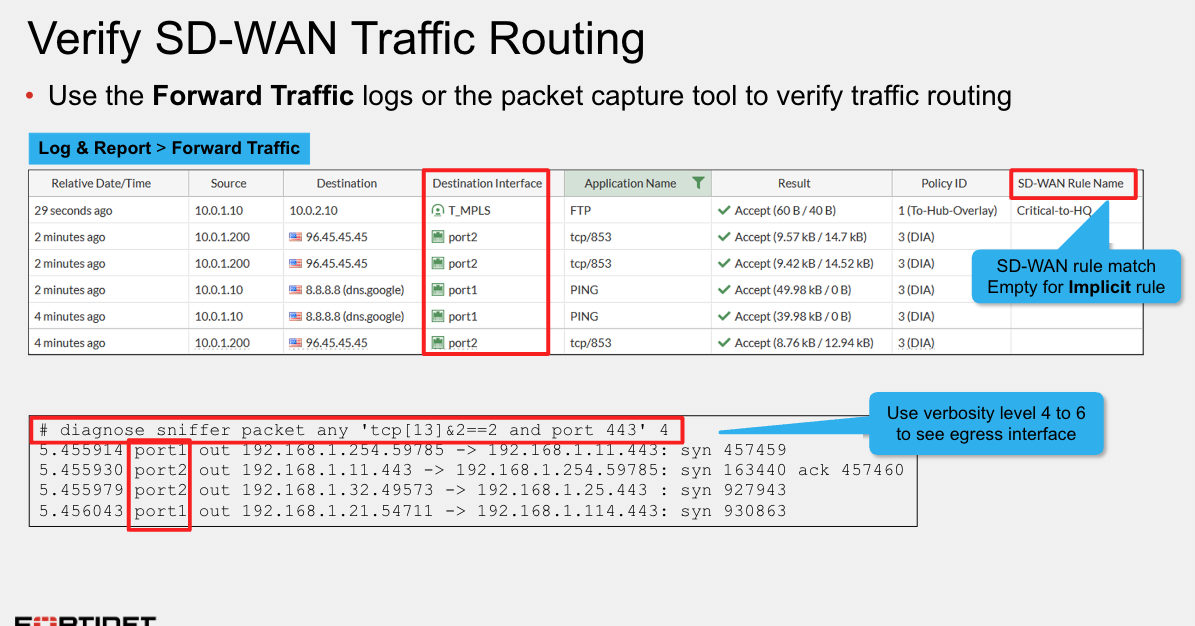 Verify SD-WAN Traffic Routing
• Use the Forward Traffic logs or the packet capture tool to verify traffic routing
Log & Report > Forward Traffic
Relative Date/Time Source Destination Destination Interface Application Name Result Policy ID SD-WAN Rule Name
29 seconds ago 10.0.1.10 10.0.2.10 T_MPLS FTP Accept (60 B / 40 B) 1 (To-Hub-Overlay) Critical-to-HQ
2 minutes ago 10.0.1.200 96.45.45.45 port2 tcp/853 Accept (9.57 kB / 14.7 kB) 3 (DIA)
2 minutes ago 10.0.1.200 96.45.45.45 port2 tcp/853 Accept (9.42 kB / 14.52 kB) 3 (DIA)
2 minutes ago 10.0.1.10 8.8.8.8 (dns.google) port1 PING Accept (49.98 kB / 0 B) 3 (DIA)
4 minutes ago 10.0.1.10 8.8.8.8 (dns.google) port1 PING Accept (39.98 kB / 0 B) 3 (DIA)
4 minutes ago 10.0.1.200 96.45.45.45 port2 tcp/853 Accept (8.76 kB / 12.94 kB) 3 (DIA)
SD-WAN rule match
Empty for Implicit rule
# diagnose sniffer packet any 'tcp[13]&2==2 and port 443' 4
5.455914 port1 out 192.168.1.254.59785 -> 192.168.1.11.443: syn 457459
5.455930 port2 out 192.168.1.11.443 -> 192.168.1.254.59785: syn 163440 ack 457460
5.455979 port2 out 192.168.1.32.49573 -> 192.168.1.25.443 : syn 927943
5.456043 port1 out 192.168.1.21.54711 -> 192.168.1.114.443: syn 930863
Use verbosity level 4 to 6
to see egress interface